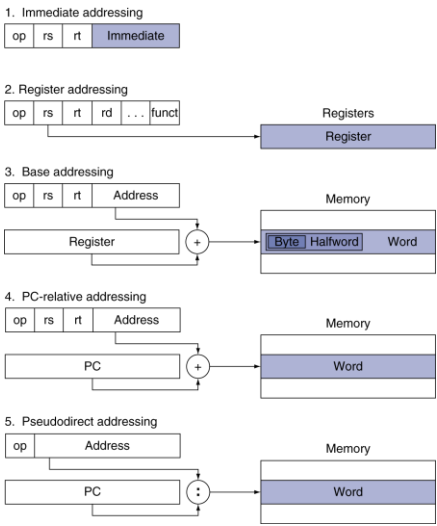 1. Immediate addressing
op rs rt Immediate
2. Register addressing
op rs rt rd . . . funct
Registers
Register
3. Base addressing
op rs rt Address
Memory
Register
+
Byte Halfword Word
4. PC-relative addressing
op rs rt Address
Memory
PC
+
Word
5. Pseudodirect addressing
op Address
Memory
PC
:
Word